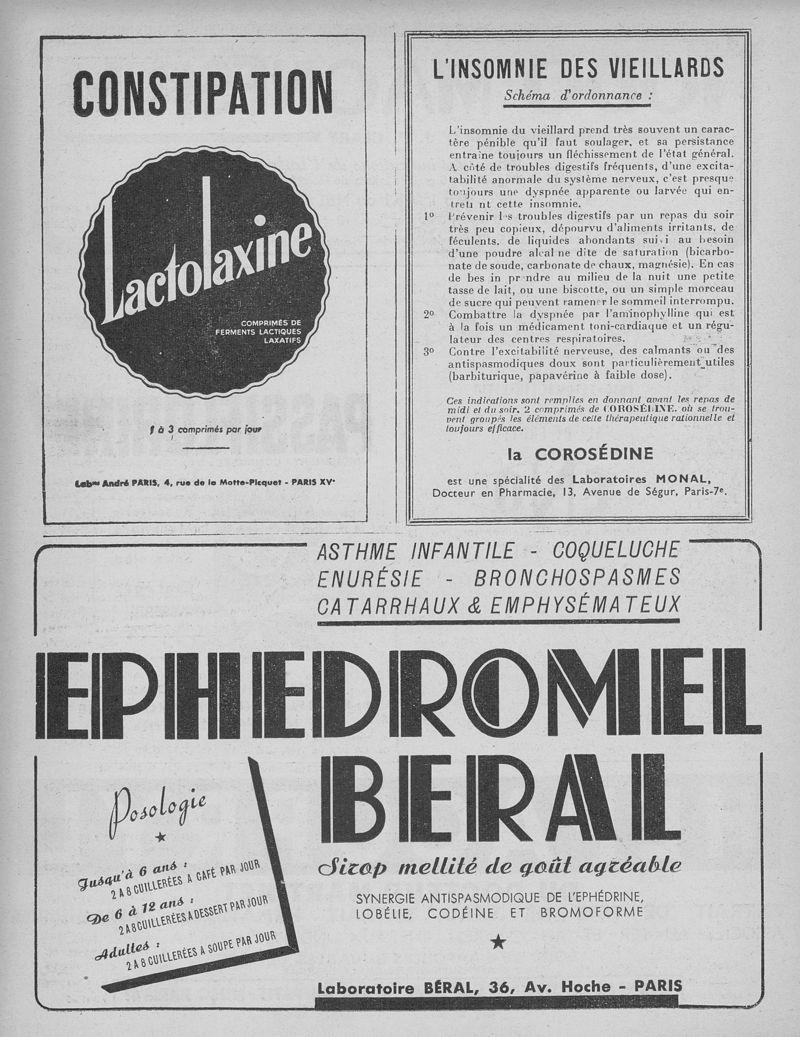 CONSTIPATION
Lactolaxine
COMPRIMÉS DE
FERMENTS LACTIQUES
LAXATIFS
1 à 3 comprimés par jour
Lab^res André PARIS, 4, rue de la Motte-Picquet - PARIS XV^e
L'INSOMNIE DES VIEILLARDS
Schéma d'ordonnance :
L'insomnie du vieillard prend très souvent un carac-
tère pénible qu'il faut soulager, et sa persistance
entraine toujours un fléchissement de l'état général.
A côté de troubles digestifs fréquents, d'une excita-
tabilité anormale du système nerveux, c'est presque
toujours une dyspnée apparente ou larvée qui en-
tretient cette insomnie.
1º Prévenir les troubles digestifs par un repas du soir
très peu copieux, dépourvu d'aliments irritants, de
féculents, de liquides abondants suivi au besoin
d'une poudre alcaline dite de saturation (bicarbo-
nate de soude, carbonate de chaux, magnésie). En cas
de besoin prendre au milieu de la nuit une petite
tasse de lait, ou une biscotte, ou un simple morceau
de sucre qui peuvent ramener le sommeil interrompu.
2º Combattre la dyspnée par l'aminophylline qui est
à la fois un médicament toni-cardiaque et un régu-
lateur des centres respiratoires.
3º Contre l'excitabilité nerveuse, des calmants ou des
antispasmodiques doux sont particulièrement utiles
(barbiturique, papavérine à faible dose).
Ces indications sont remplies en donnant avant les repas de
midi et du soir, 2 comprimés de COROSÉDINE, où se trou-
vent groupés les éléments de cette thérapeutique rationnelle et
toujours efficace.
la COROSÉDINE
est une spécialité des Laboratoires MONAL,
Docteur en Pharmacie, 13, Avenue de Ségur, Paris-7^e.
ASTHME INFANTILE - COQUELUCHE
ENURÉSIE - BRONCHOSPASMES
CATARRHAUX & EMPHYSÉMATEUX
EPHEDROMEL
BERAL
Sirop mellité de goût agréable
SYNERGIE ANTISPASMODIQUE DE L'EPHÉDRINE,
LOBÉLIE, CODÉINE ET BROMOFORME
Posologie
Jusqu'à 6 ans :
2 A 8 CUILLERÉES A CAFÉ PAR JOUR
De 6 à 12 ans :
2 A 8 CUILLERÉES A DESSERT PAR JOUR
Adultes :
2 A 8 CUILLERÉES A SOUPE PAR JOUR
Laboratoire BÉRAL, 36, Av. Hoche - PARIS